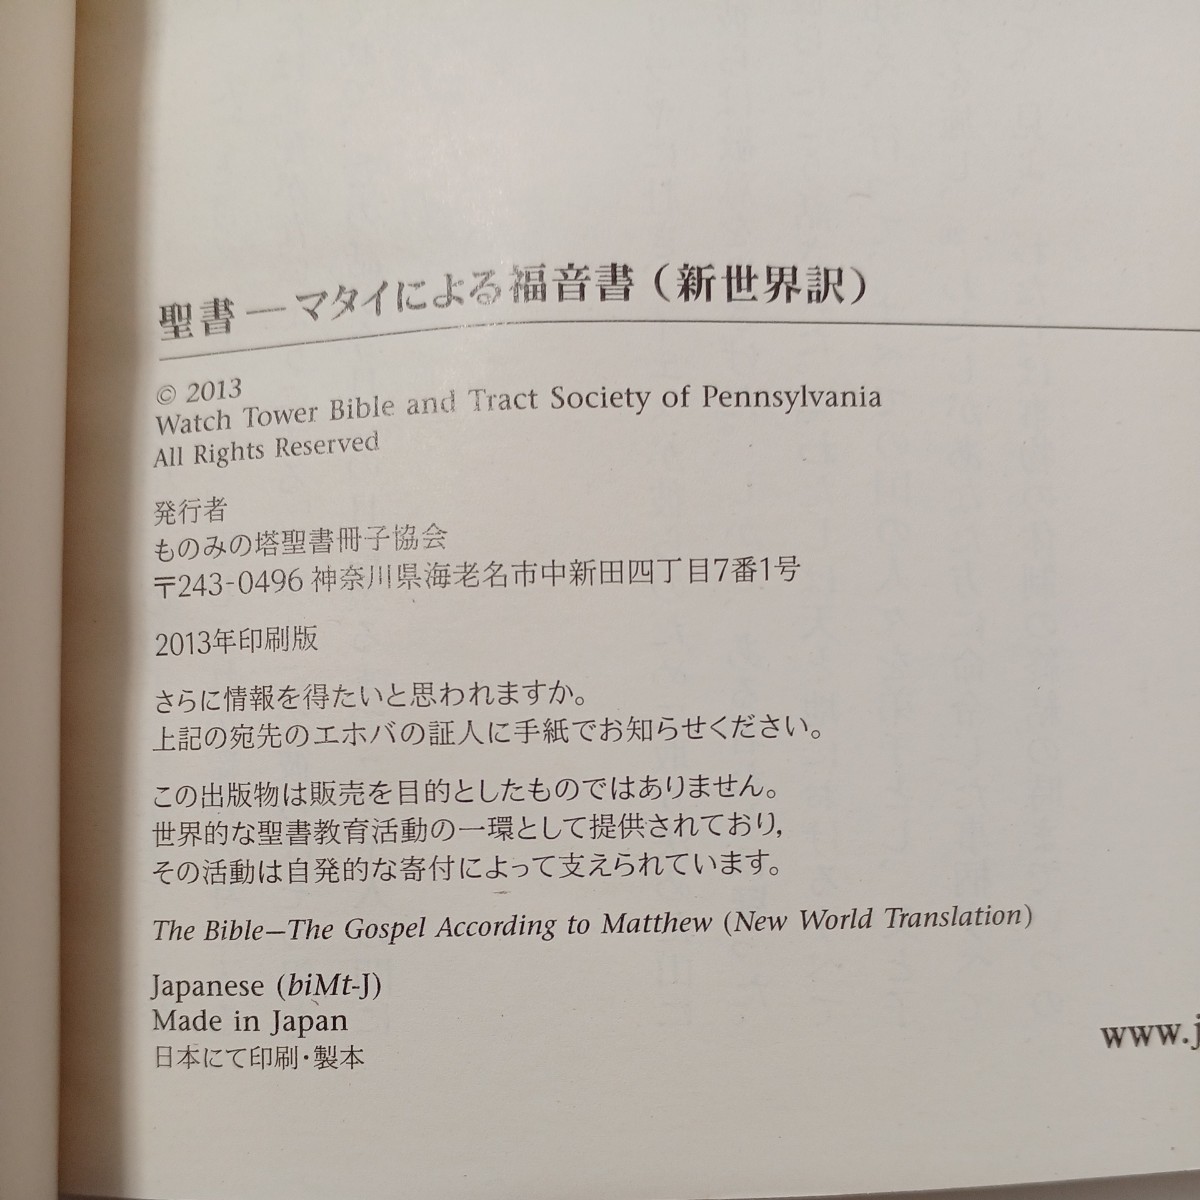 聖書―マタイによる福音書（新世界訳）
© 2013
Watch Tower Bible and Tract Society of Pennsylvania
All Rights Reserved
発行者
ものみの塔聖書冊子協会
〒243-0496 神奈川県海老名市中新田四丁目7番1号
2013年印刷版
さらに情報を得たいと思われますか。
上記の宛先のエホバの証人に手紙でお知らせください。
この出版物は販売を目的としたものではありません。
世界的な聖書教育活動の一環として提供されており，
その活動は自発的な寄付によって支えられています。
The Bible—The Gospel According to Matthew (New World Translation)
Japanese (biMt-J)
Made in Japan
日本にて印刷・製本
www.j